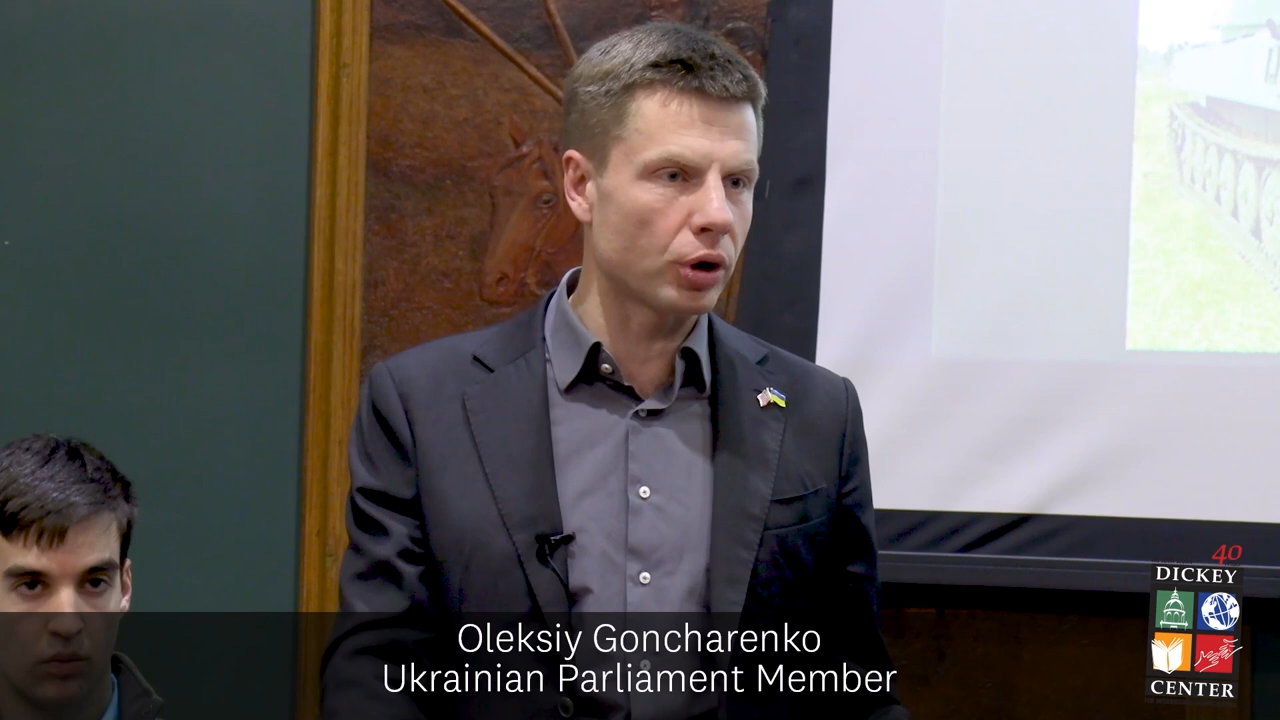 40
DICKEY
CENTER
Oleksiy Goncharenko
Ukrainian Parliament Member